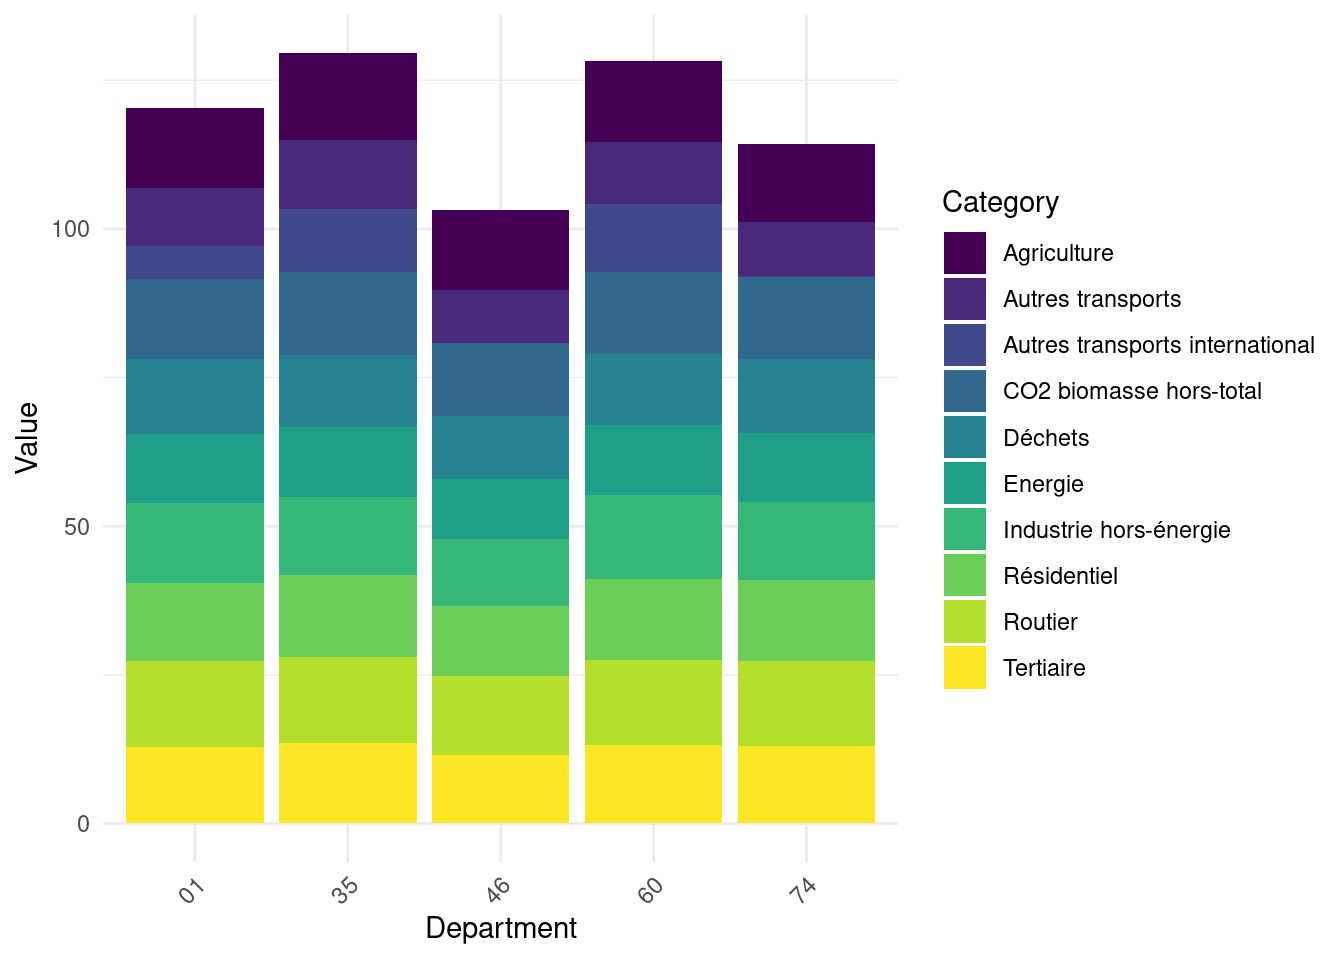 Value
100
50
0
01
35
46
60
74
Department
Category
Agriculture
Autres transports
Autres transports international
CO2 biomasse hors-total
Déchets
Energie
Industrie hors-énergie
Résidentiel
Routier
Tertiaire